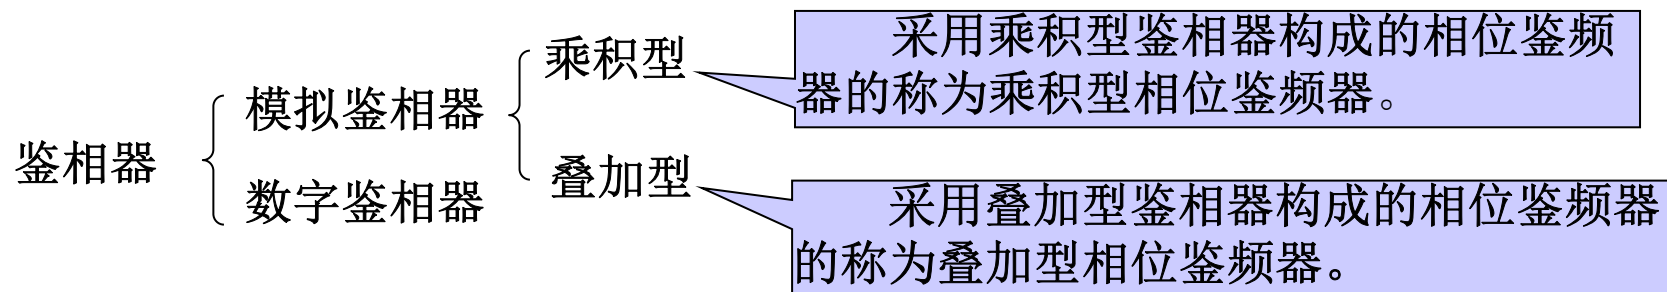 鉴相器
模拟鉴相器
数字鉴相器
乘积型
叠加型
采用乘积型鉴相器构成的相位鉴频
器的称为乘积型相位鉴频器。
采用叠加型鉴相器构成的相位鉴频器
的称为叠加型相位鉴频器。